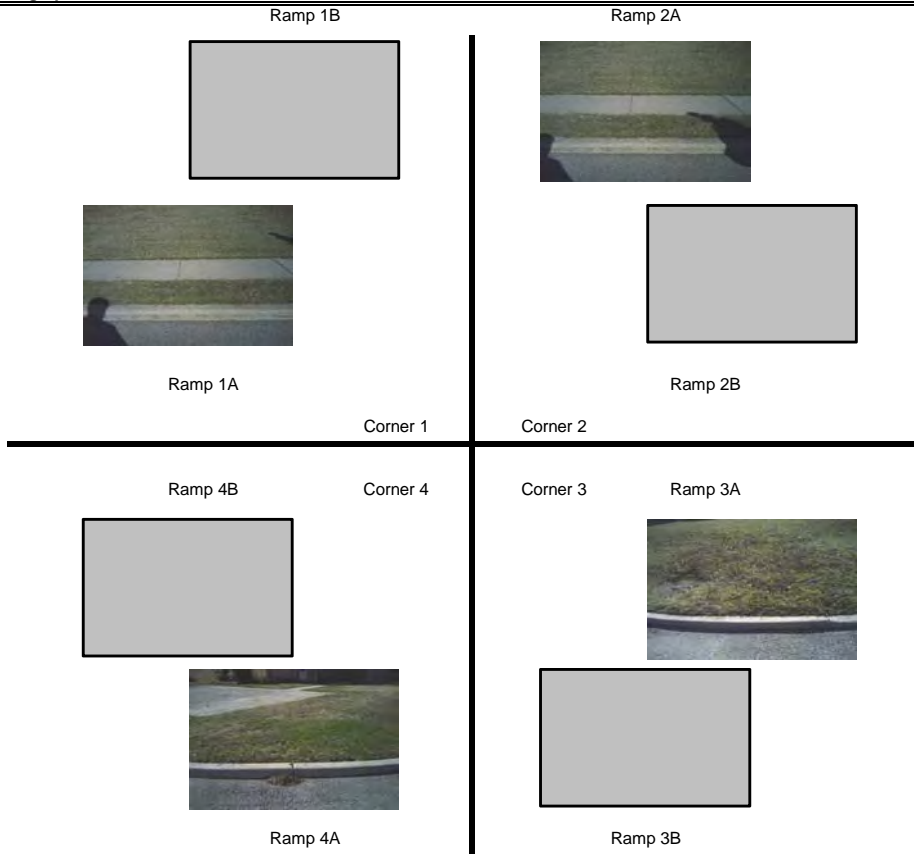 Ramp 1B
Ramp 2A
Ramp 1A
Ramp 2B
Corner 1
Corner 2
Ramp 4B
Corner 4
Corner 3
Ramp 3A
Ramp 4A
Ramp 3B